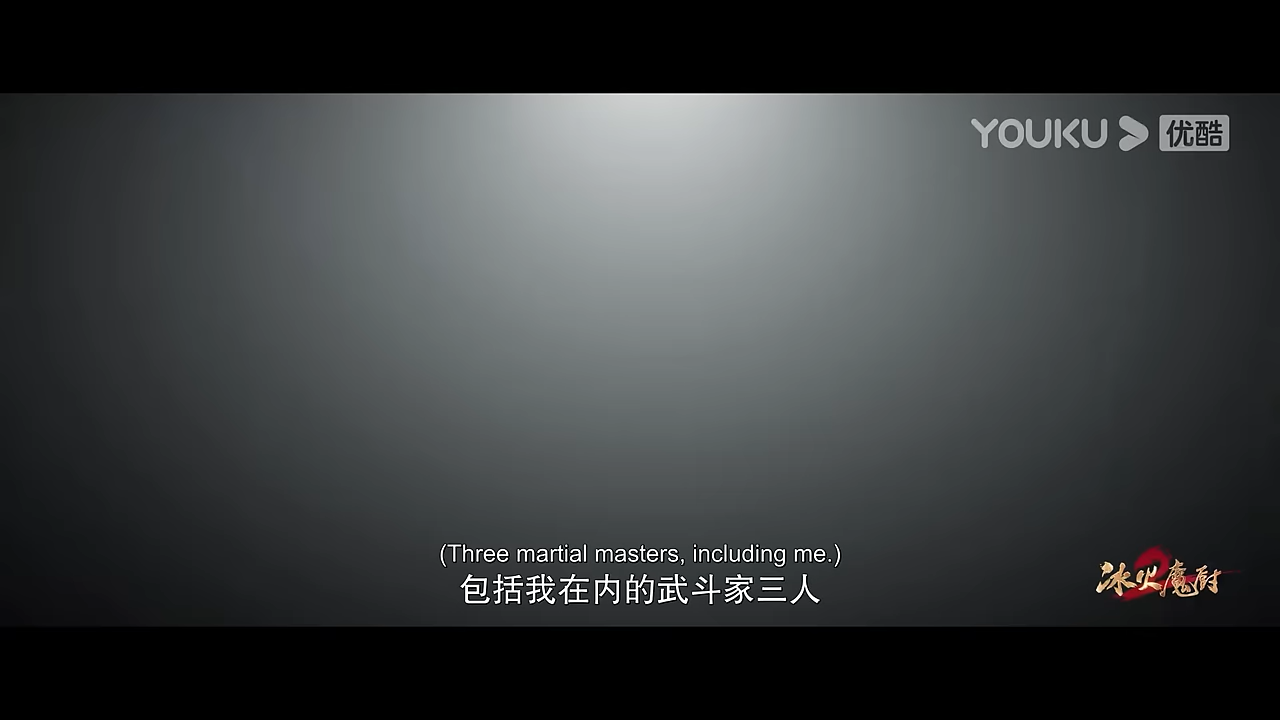 YOUKU 优酷
(Three martial masters, including me.)
包括我在内的武斗家三人
冰火魔厨
2